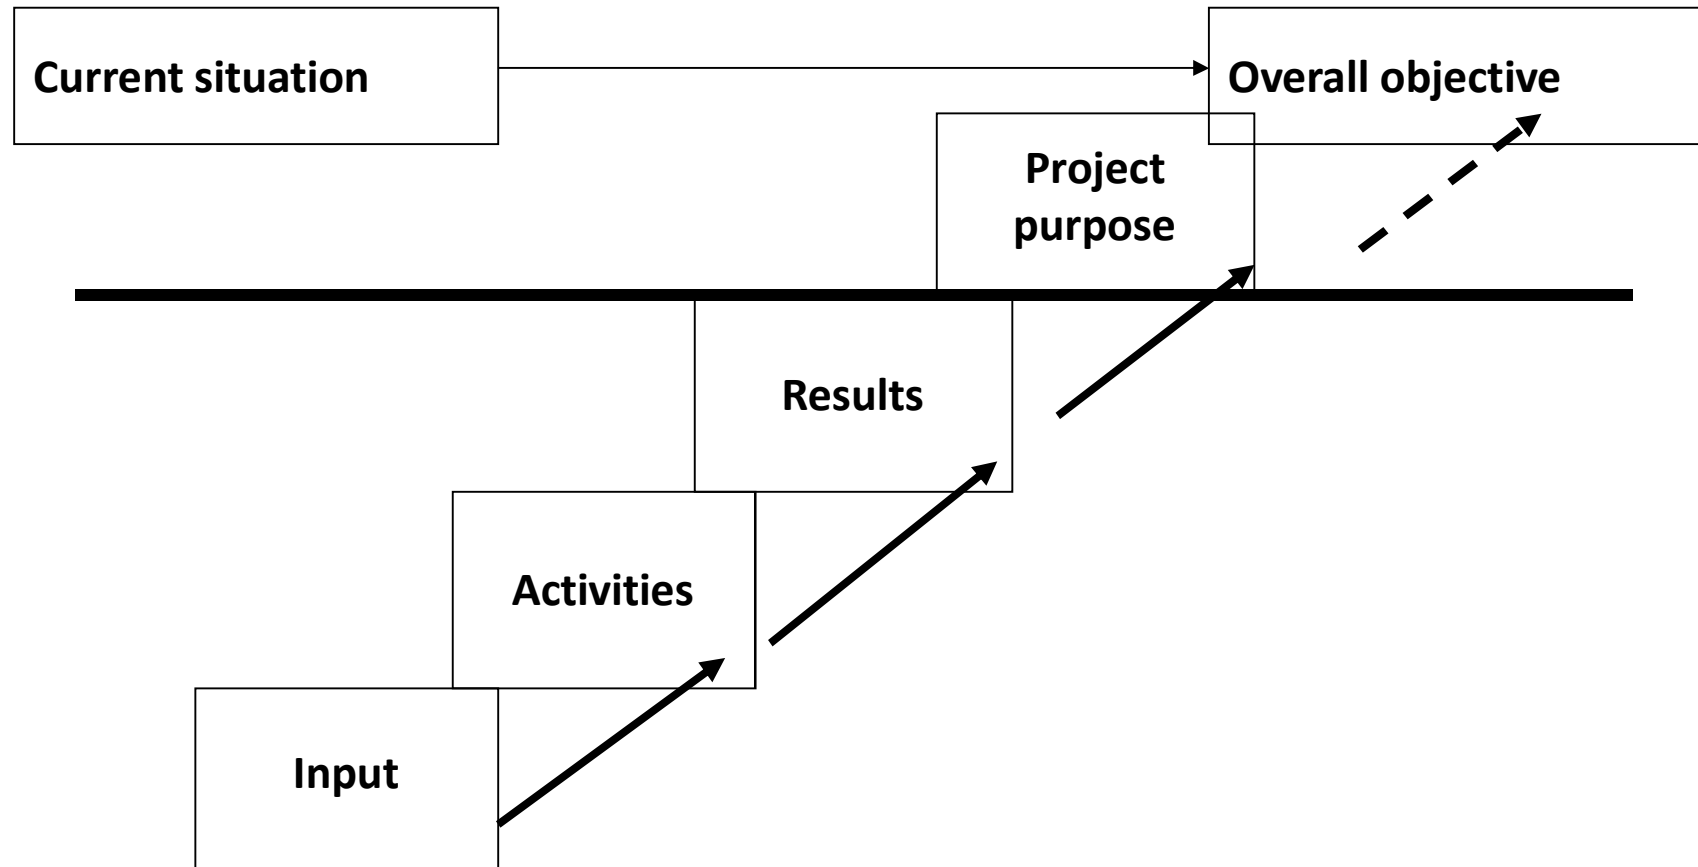 Current situation
Overall objective
Project
purpose
Results
Activities
Input